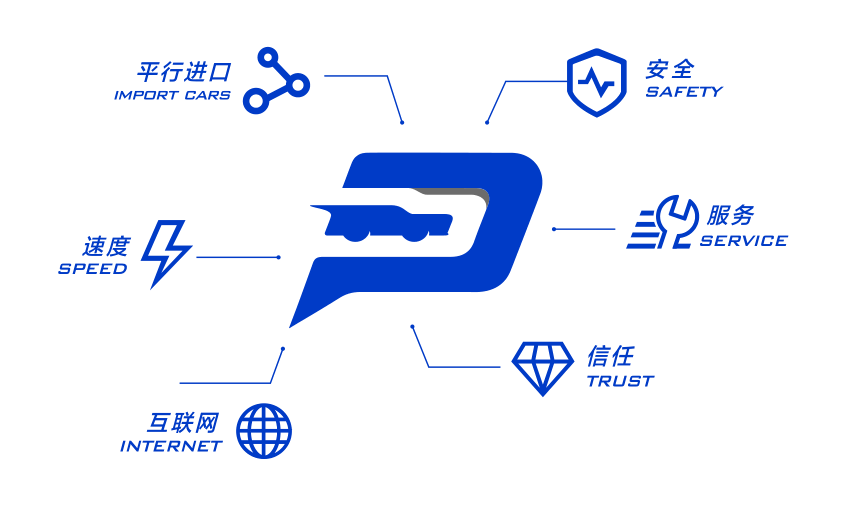 平行进口
IMPORT CARS
安全
SAFETY
速度
SPEED
服务
SERVICE
信任
TRUST
互联网
INTERNET